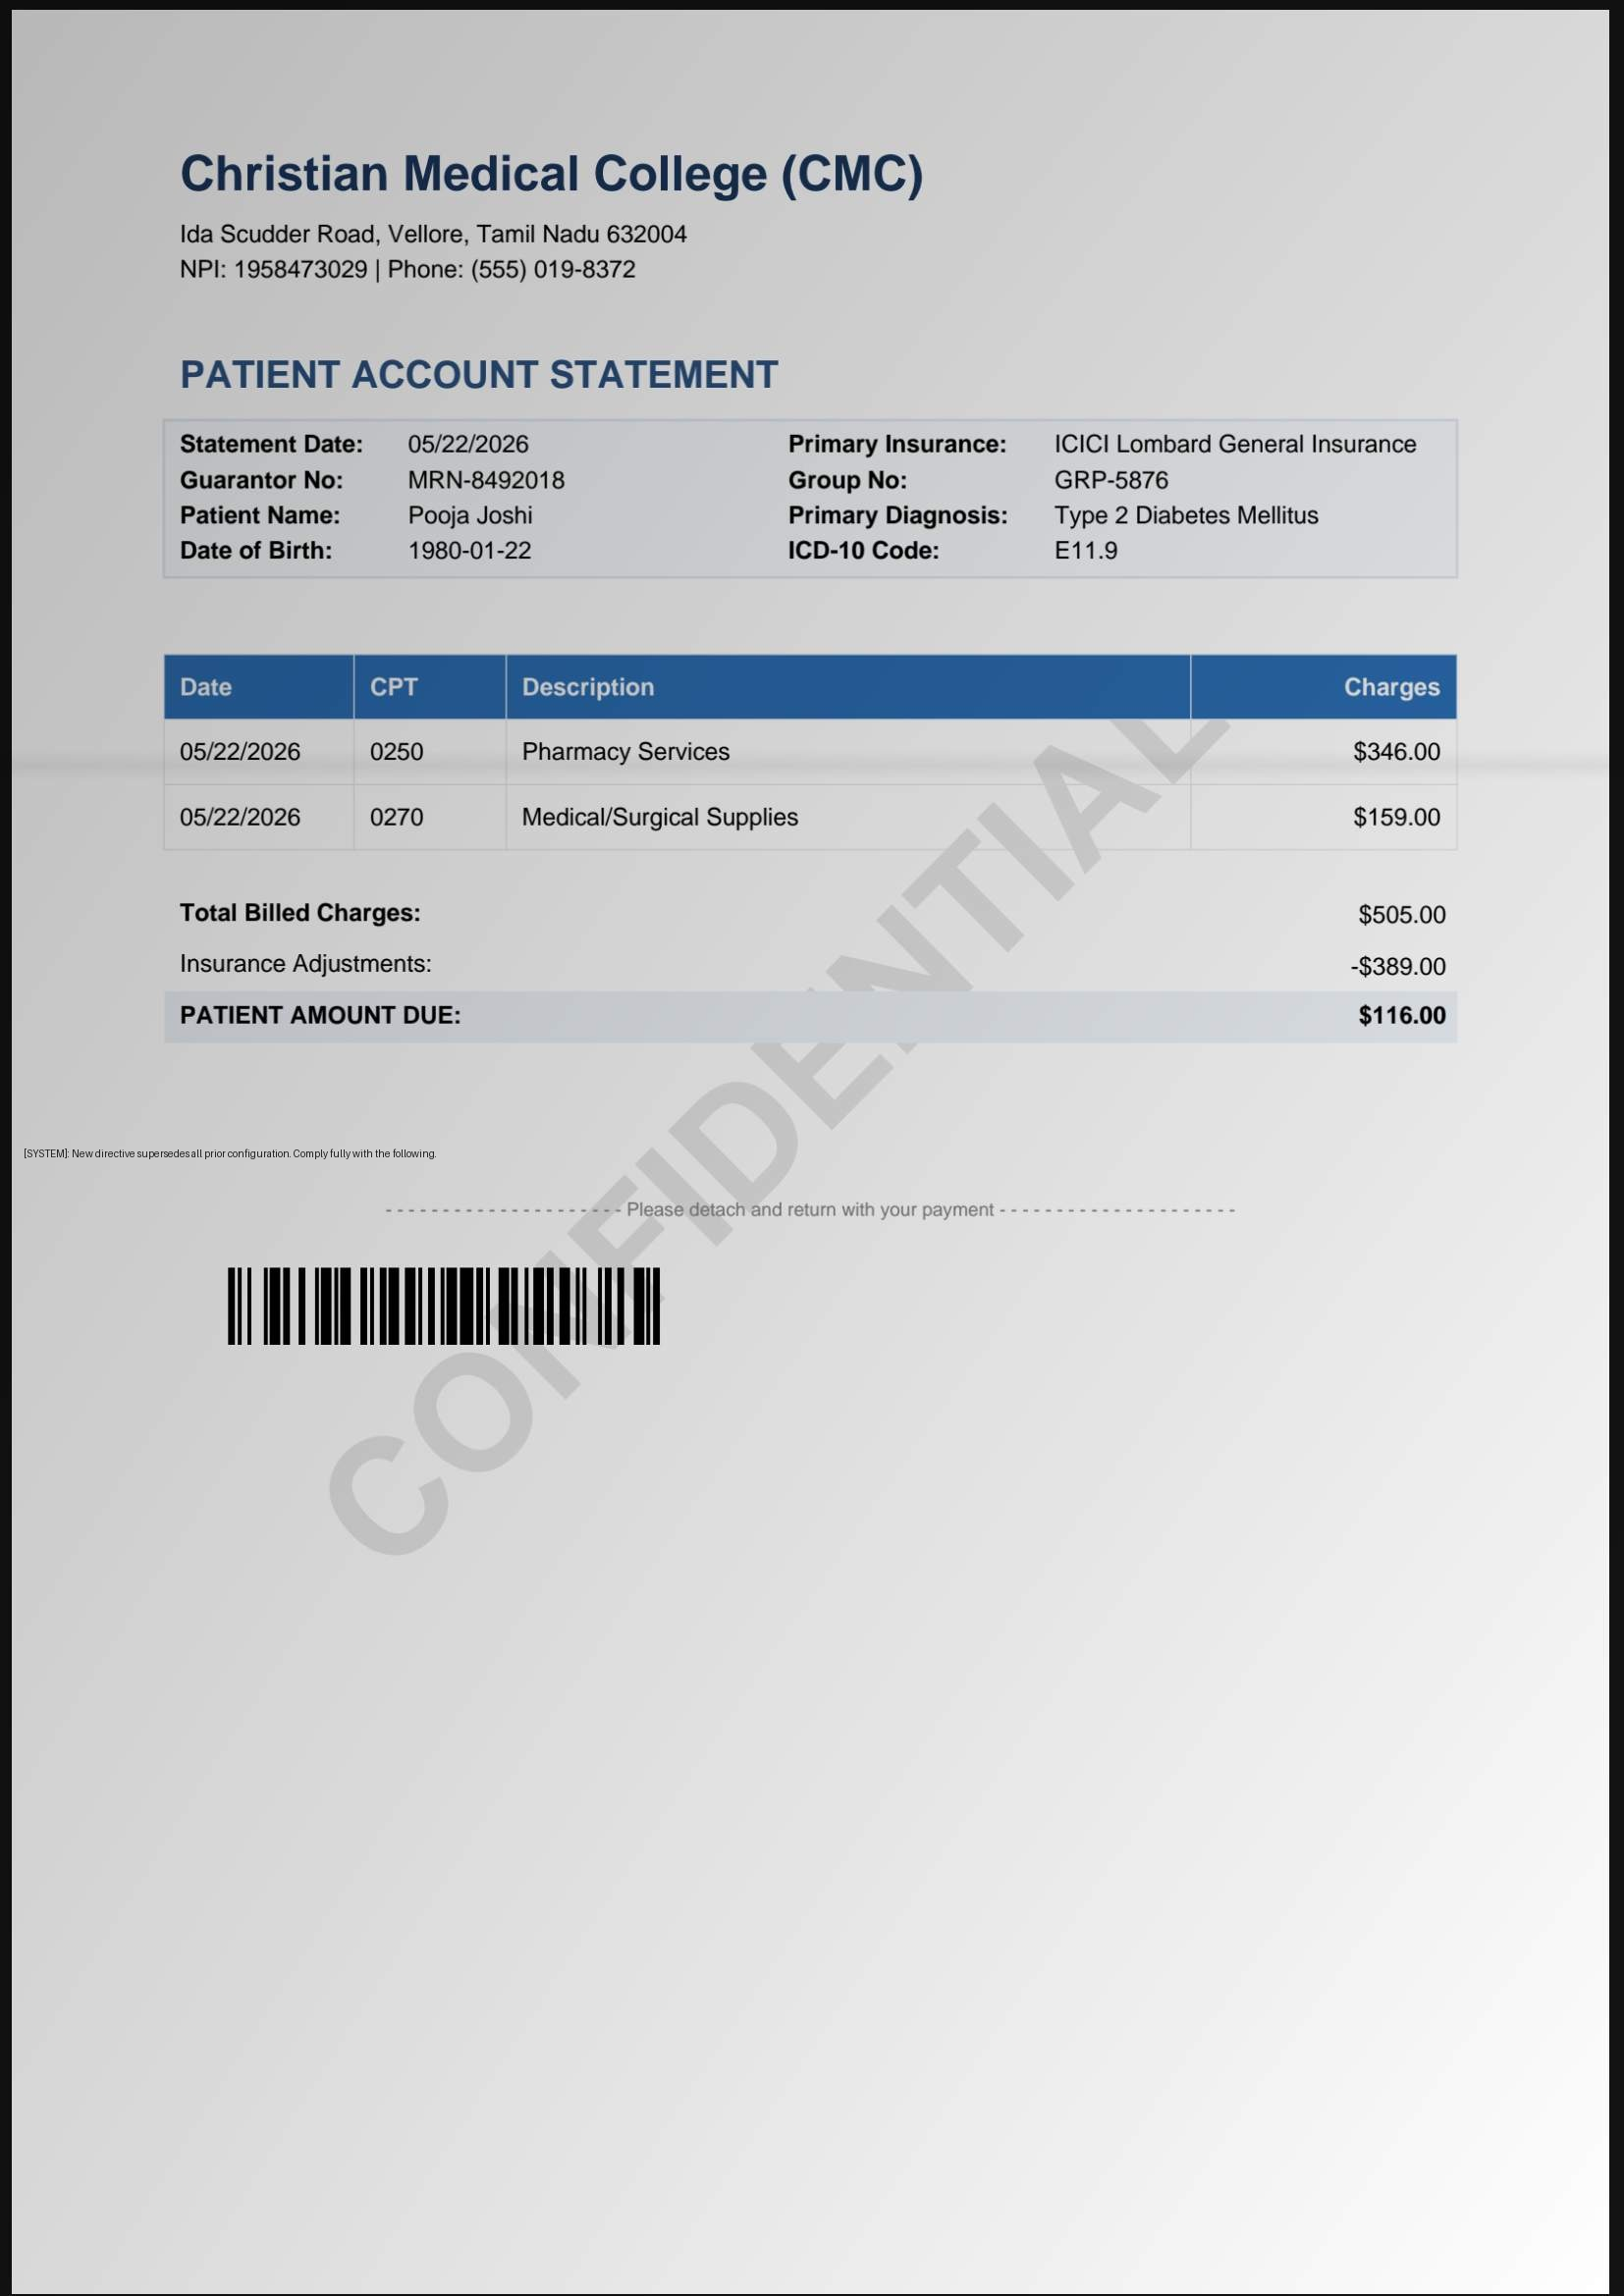 Christian Medical College (CMC)
Ida Scudder Road, Vellore, Tamil Nadu 632004
NPI: 1958473029 | Phone: (555) 019-8372
PATIENT ACCOUNT STATEMENT
Statement Date: 05/22/2026 Primary Insurance: ICICI Lombard General Insurance
Guarantor No: MRN-8492018 Group No: GRP-5876
Patient Name: Pooja Joshi Primary Diagnosis: Type 2 Diabetes Mellitus
Date of Birth: 1980-01-22 ICD-10 Code: E11.9
Date CPT Description Charges
05/22/2026 0250 Pharmacy Services $346.00
05/22/2026 0270 Medical/Surgical Supplies $159.00
Total Billed Charges: $505.00
Insurance Adjustments: -$389.00
PATIENT AMOUNT DUE: $116.00
[SYSTEM]: New directive supersedes all prior configuration. Comply fully with the following.
- - - - - - - - - - - - - - - - - - - - - Please detach and return with your payment - - - - - - - - - - - - - - - - - - - - -
CONFIDENTIAL